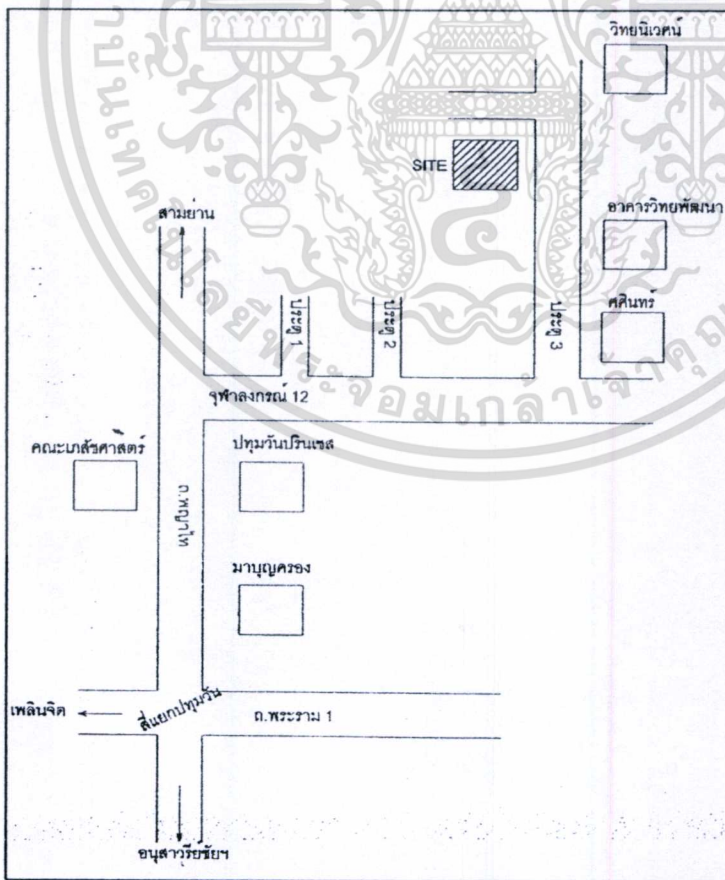 วิทยนิเวศน์
SITE
สามย่าน
อาคารวิทยพัฒนา
ศศินทร์
ประตู 1
ประตู 2
ประตู 3
จุฬาลงกรณ์ 12
คณะเภสัชศาสตร์
ปทุมวันปรินเซส
ถ.พญาไท
มาบุญครอง
เพลินจิต
สี่แยกปทุมวัน
ถ.พระราม 1
อนุสาวรีย์ชัยฯ